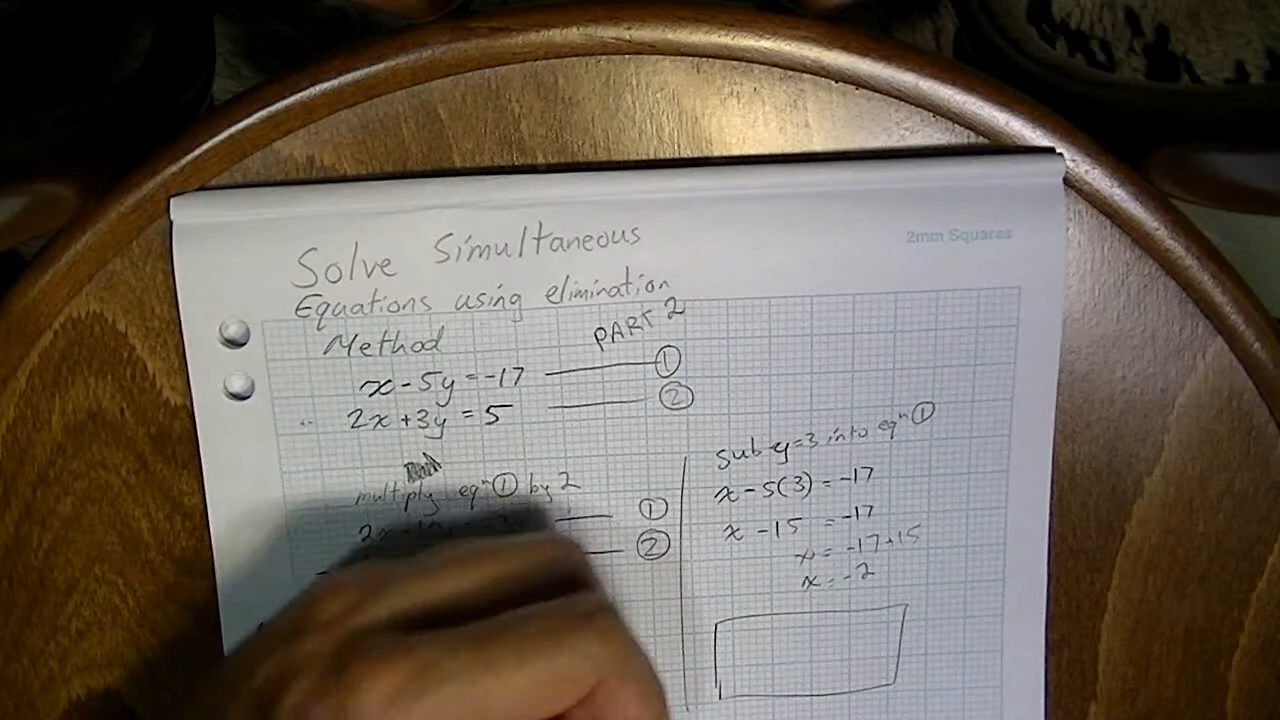 2mm Squares
Solve Simultaneous
Equations using elimination
Method
PART 2
x - 5y = -17 ①
2x + 3y = 5 ②
multiply eqⁿ ① by 2
①
②
sub y=3 into eqⁿ ①
x - 5(3) = -17
x - 15 = -17
x = -17+15
x = -2